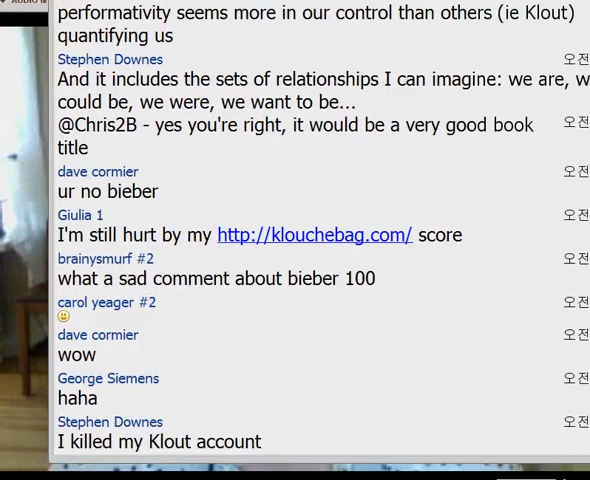 performativity seems more in our control than others (ie Klout)
quantifying us
Stephen Downes 오전
And it includes the sets of relationships I can imagine: we are, w
could be, we were, we want to be...
@Chris2B - yes you're right, it would be a very good book 오전
title
dave cormier 오전
ur no bieber
Giulia 1 오전
I'm still hurt by my http://klouchebag.com/ score
brainysmurf #2 오전
what a sad comment about bieber 100
carol yeager #2 오전
dave cormier 오전
wow
George Siemens 오전
haha
Stephen Downes 오전
I killed my Klout account